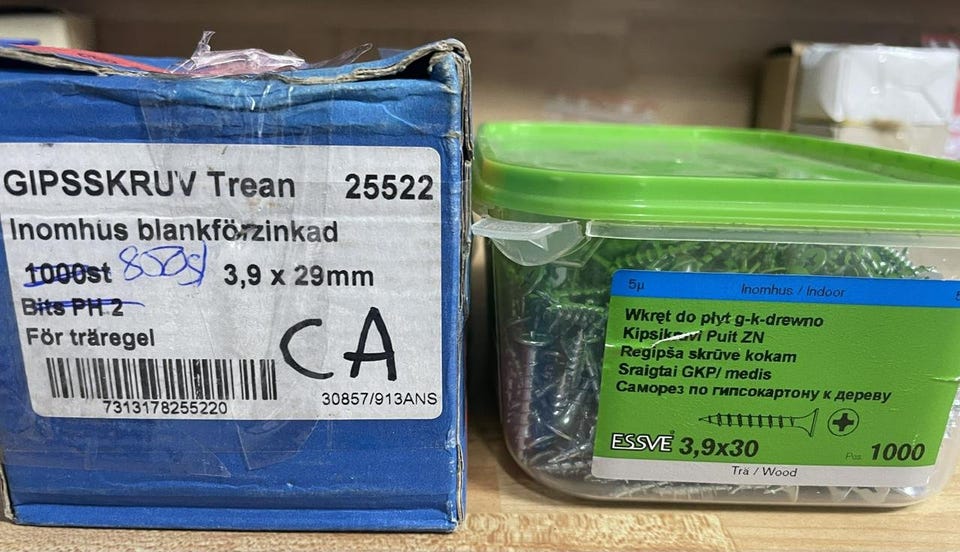 GIPSSKRUV Trean 25522
Inomhus blankförzinkad
1000st 850st 3,9 x 29mm
Bits PH 2
För träregel
CA
7313178255220
30857/913ANS
5µ Inomhus / Indoor 5
Wkręt do płyt g-k-drewno
Kipsikruvi Puit ZN
Regipša skrūve kokam
Sraigtai GKP/ medis
Саморез по гипсокартону к дереву
ESSVE® 3,9x30 Pcs. 1000
Trä / Wood